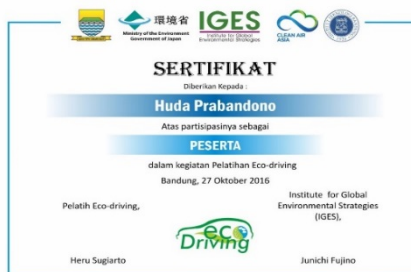 環境省
Ministry of the Environment
Government of Japan
IGES
Institute for Global
Environmental Strategies
CLEAN AIR
ASIA
SERTIFIKAT
Diberikan Kepada :
Huda Prabandono
Atas partisipasinya sebagai
PESERTA
dalam kegiatan Pelatihan Eco-driving
Bandung, 27 Oktober 2016
Pelatih Eco-driving,
Institute for Global
Environmental Strategies
(IGES),
eco
Driving
Heru Sugiarto
Junichi Fujino